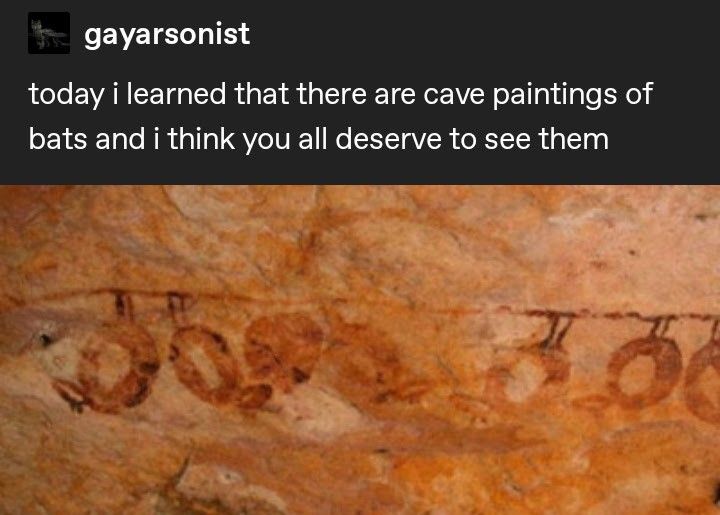 gayarsonist
today i learned that there are cave paintings of
bats and i think you all deserve to see them